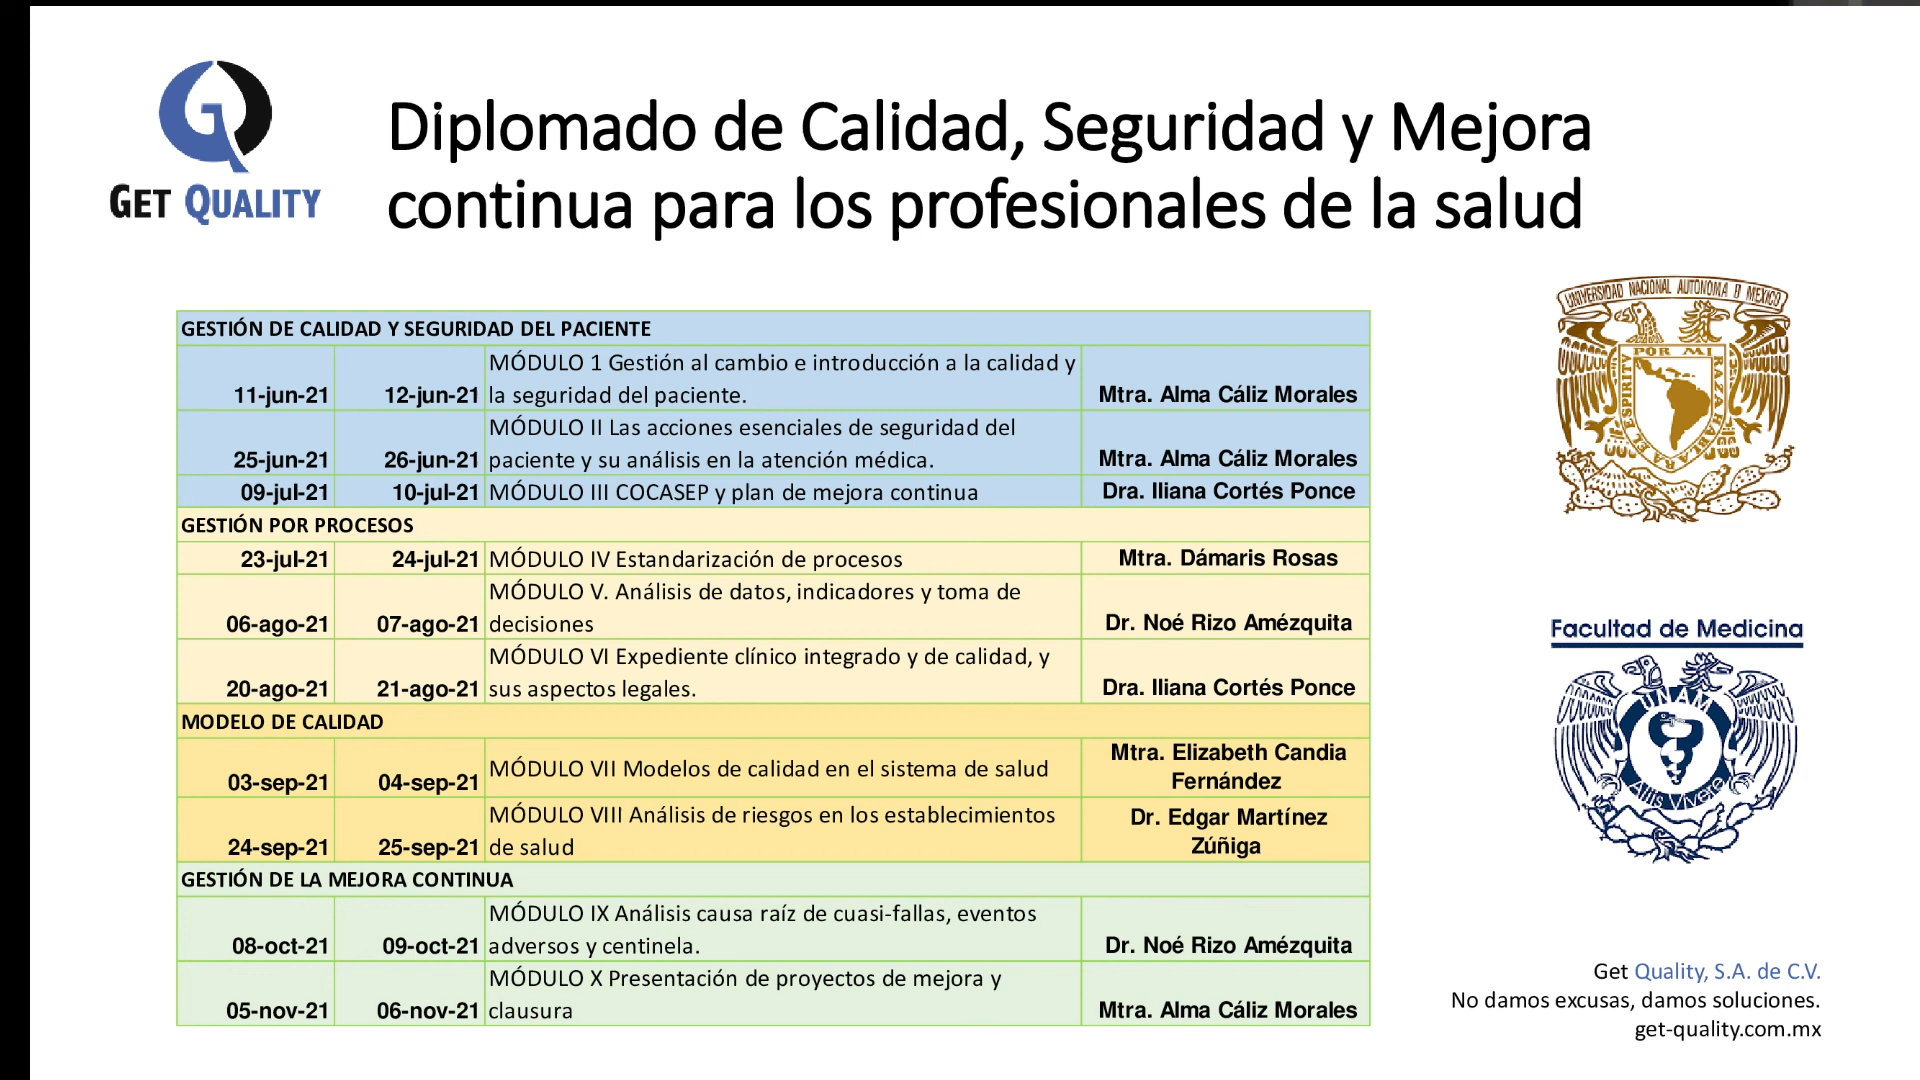 GET QUALITY
Diplomado de Calidad, Seguridad y Mejora
continua para los profesionales de la salud
GESTIÓN DE CALIDAD Y SEGURIDAD DEL PACIENTE
11-jun-21 12-jun-21 MÓDULO 1 Gestión al cambio e introducción a la calidad y
la seguridad del paciente. Mtra. Alma Cáliz Morales
25-jun-21 26-jun-21 MÓDULO II Las acciones esenciales de seguridad del
paciente y su análisis en la atención médica. Mtra. Alma Cáliz Morales
09-jul-21 10-jul-21 MÓDULO III COCASEP y plan de mejora continua Dra. Iliana Cortés Ponce
GESTIÓN POR PROCESOS
23-jul-21 24-jul-21 MÓDULO IV Estandarización de procesos Mtra. Dámaris Rosas
06-ago-21 07-ago-21 MÓDULO V. Análisis de datos, indicadores y toma de
decisiones Dr. Noé Rizo Amézquita
20-ago-21 21-ago-21 MÓDULO VI Expediente clínico integrado y de calidad, y
sus aspectos legales. Dra. Iliana Cortés Ponce
MODELO DE CALIDAD
03-sep-21 04-sep-21 MÓDULO VII Modelos de calidad en el sistema de salud Mtra. Elizabeth Candia
Fernández
24-sep-21 25-sep-21 MÓDULO VIII Análisis de riesgos en los establecimientos
de salud Dr. Edgar Martínez
Zúñiga
GESTIÓN DE LA MEJORA CONTINUA
08-oct-21 09-oct-21 MÓDULO IX Análisis causa raíz de cuasi-fallas, eventos
adversos y centinela. Dr. Noé Rizo Amézquita
05-nov-21 06-nov-21 MÓDULO X Presentación de proyectos de mejora y
clausura Mtra. Alma Cáliz Morales
UNIVERSIDAD NACIONAL AUTONOMA D MEXICO
POR MI RAZA HABLARA EL ESPIRITV
Facultad de Medicina
UNAM
Aliis Vivere
Get Quality, S.A. de C.V.
No damos excusas, damos soluciones.
get-quality.com.mx